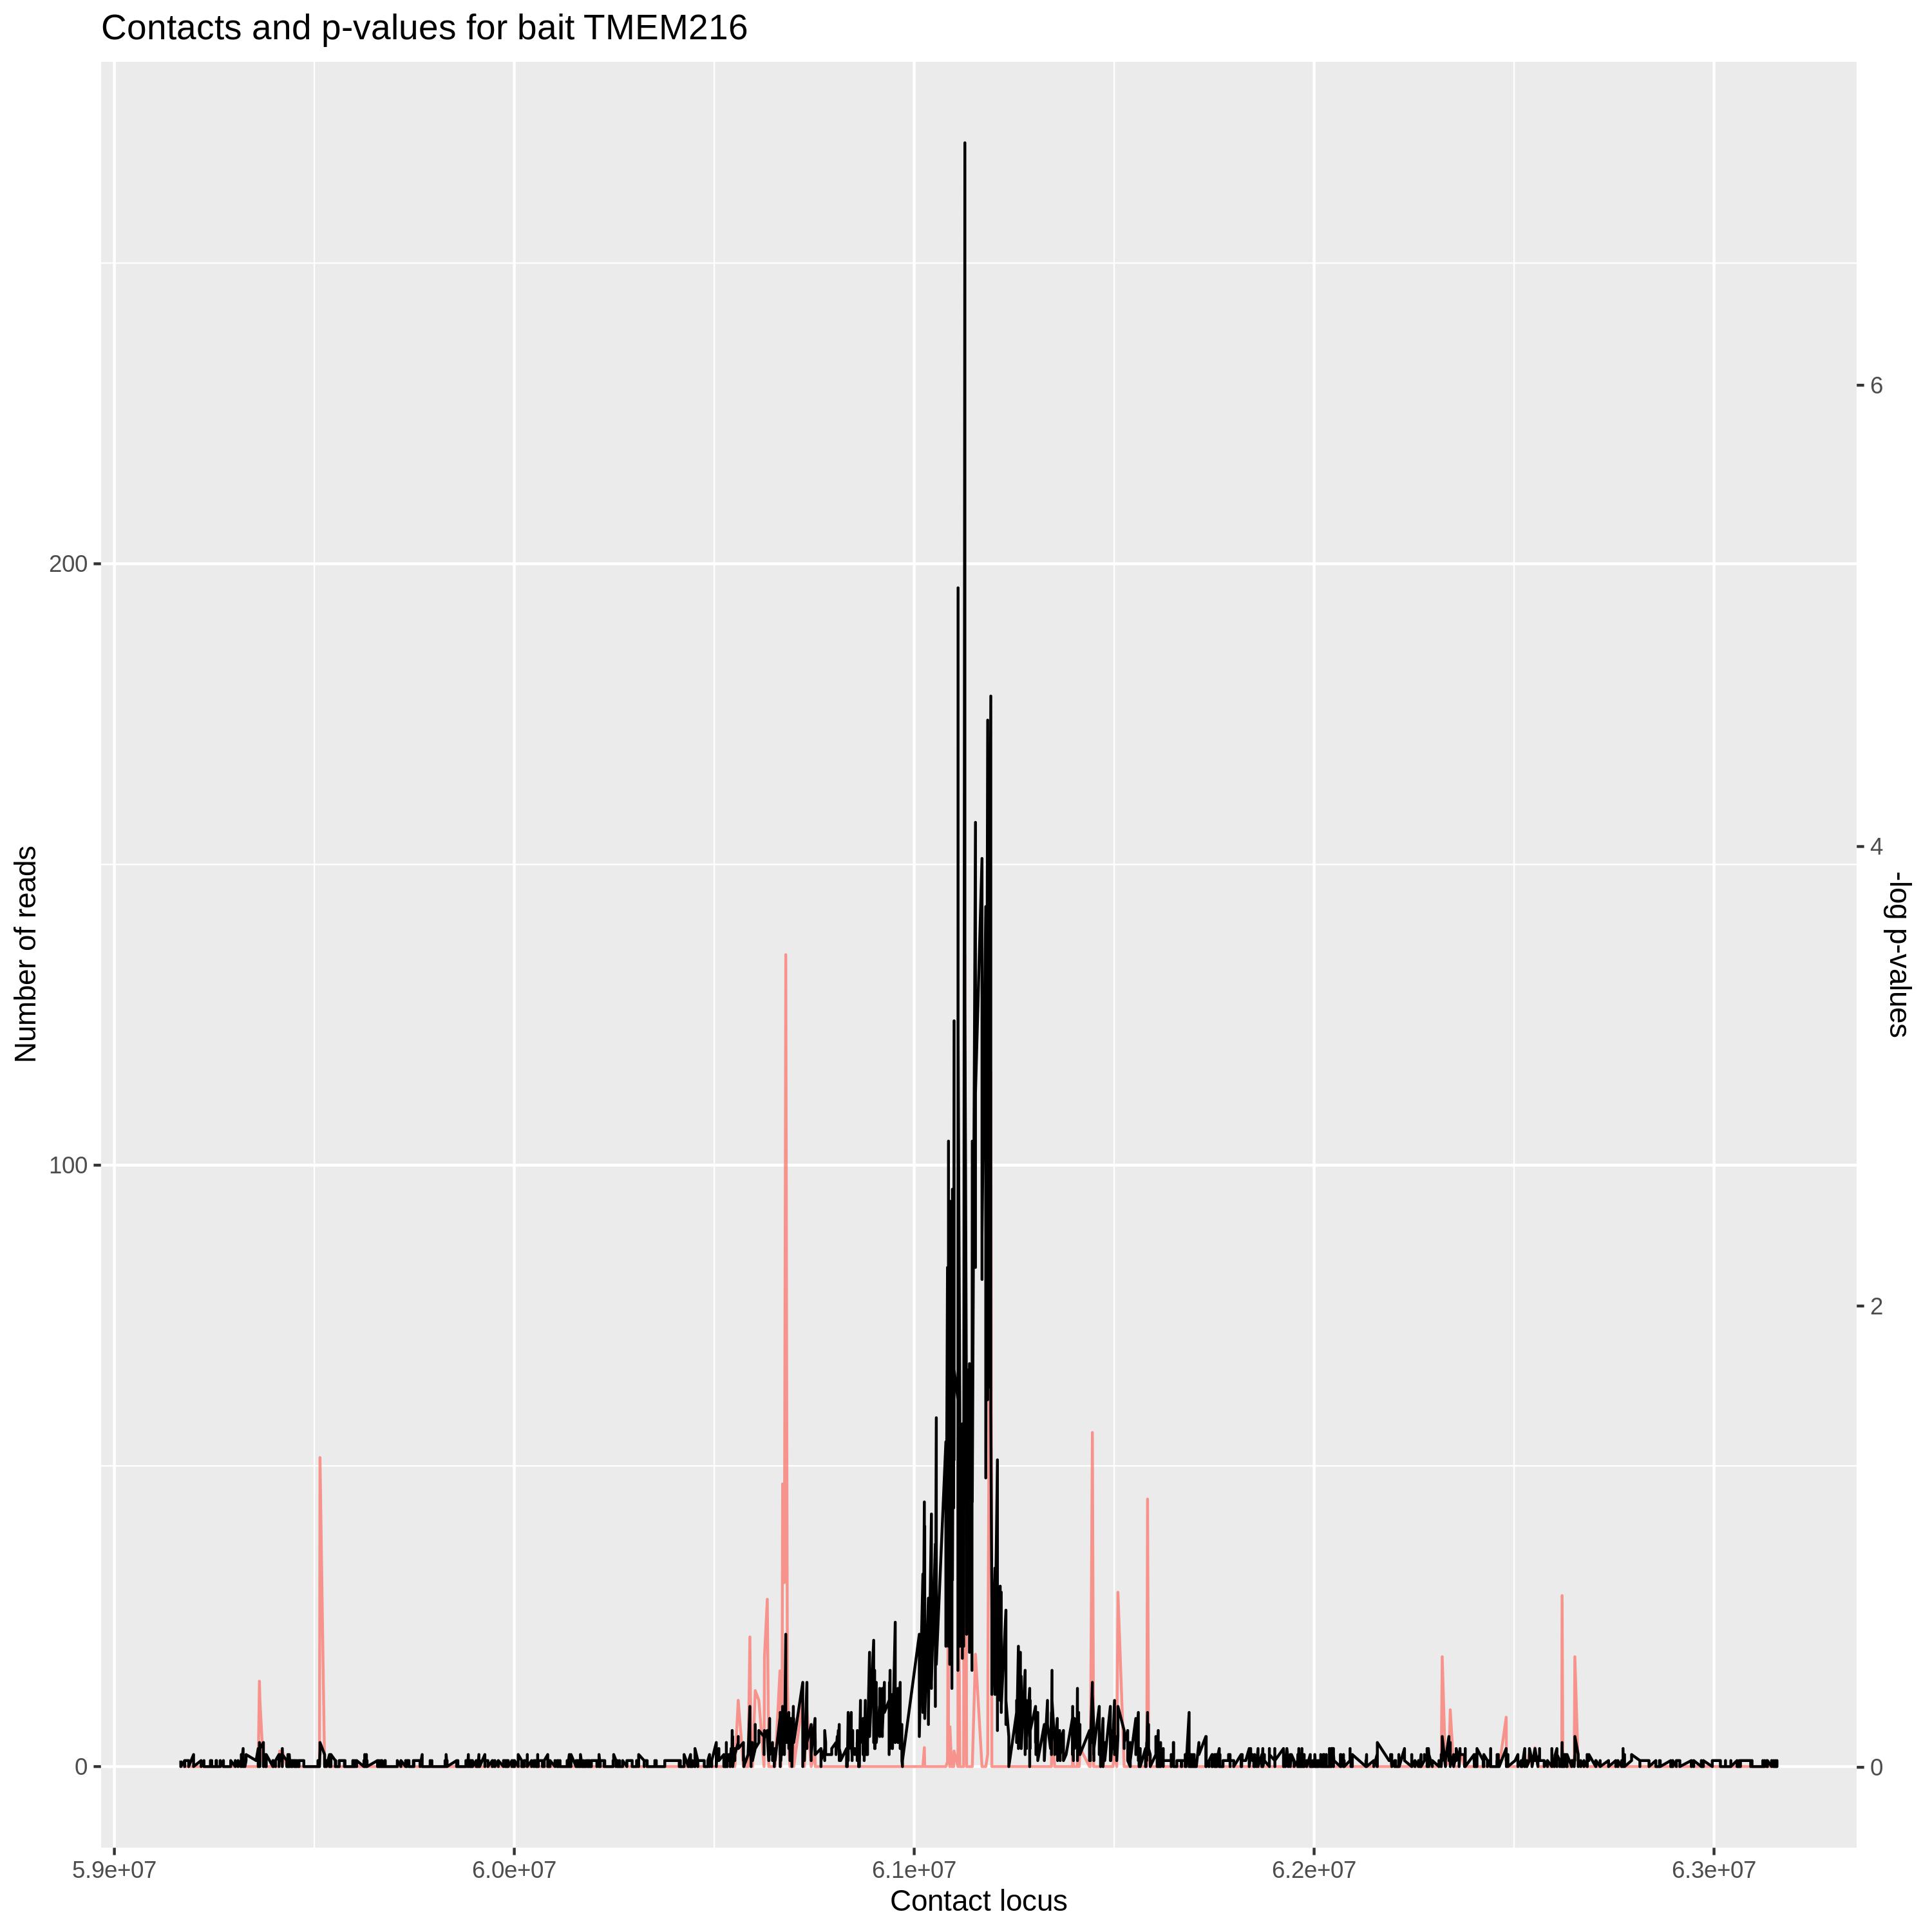 Contacts and p-values for bait TMEM216
Number of reads
200
100
0
6
4
2
0
-log p-values
5.9e+07
6.0e+07
6.1e+07
6.2e+07
6.3e+07
Contact locus